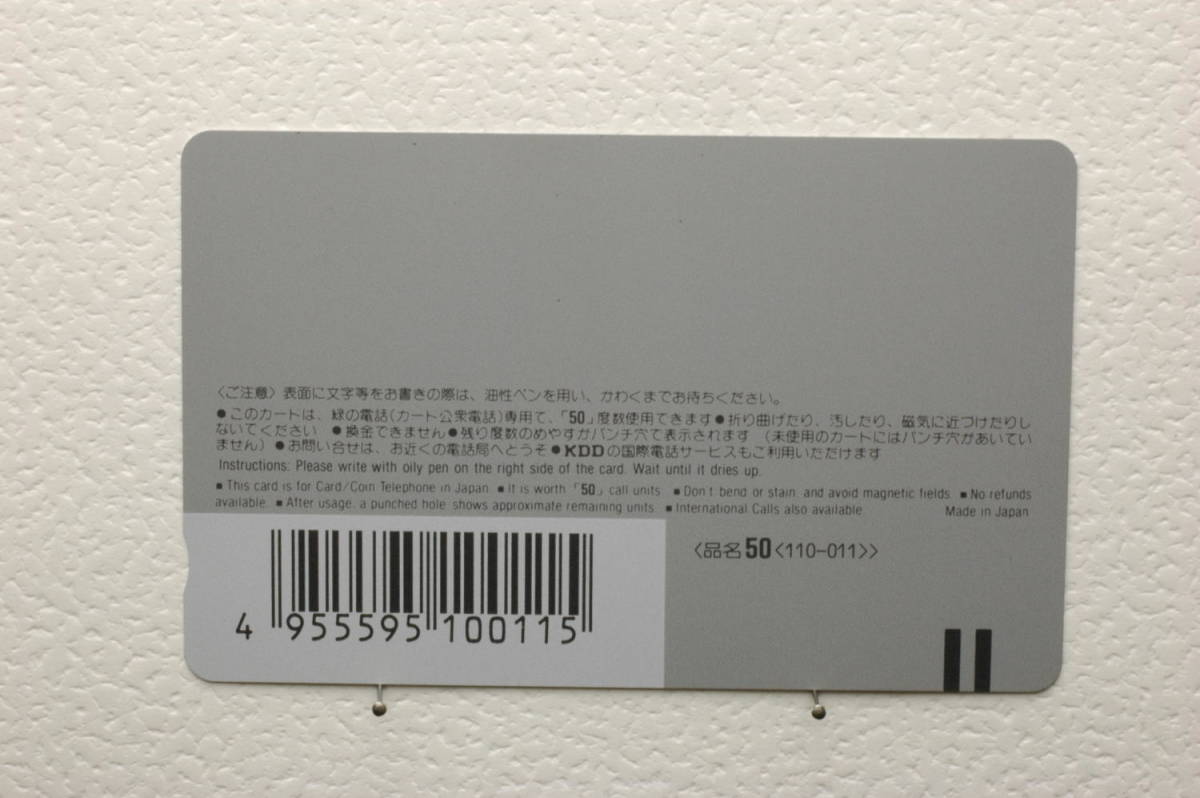 〈ご注意〉表面に文字等をお書きの際は、油性ペンを用い、かわくまでお待ちください。
●このカードは、緑の電話(カード公衆電話)専用で、「50」度数使用できます●折り曲げたり、汚したり、磁気に近づけたりし
ないでください ●換金できません●残り度数のめやすがパンチ穴で表示されます (未使用のカードにはパンチ穴があいてい
ません)●お問い合せは、お近くの電話局へどうぞ●KDDの国際電話サービスもご利用いただけます
Instructions: Please write with oily pen on the right side of the card. Wait until it dries up.
■ This card is for Card/Coin Telephone in Japan ■ It is worth 「50」 call units ■ Don't bend or stain and avoid magnetic fields ■ No refunds
available. ■ After usage, a punched hole shows approximate remaining units ■ International Calls also available. Made in Japan
〈品名50〈110-011〉〉
4 955595 100115